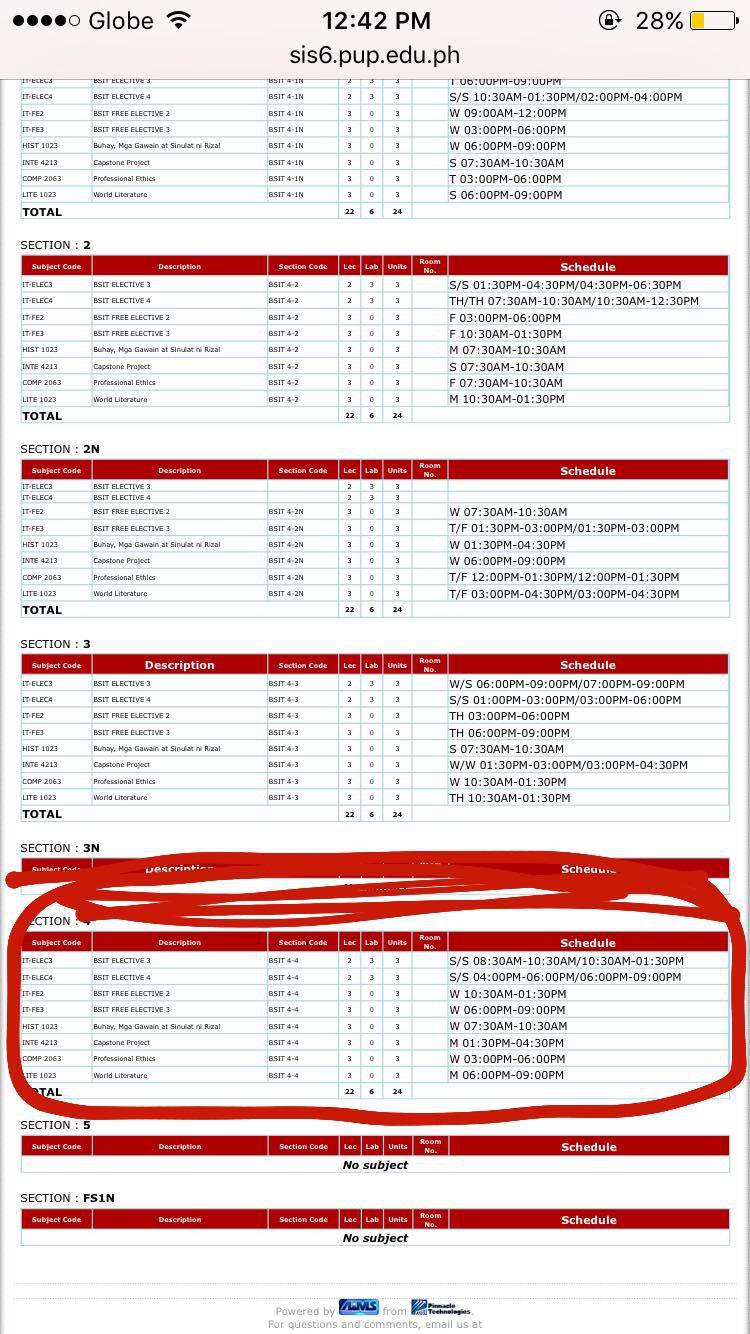 Globe 12:42 PM 28%
sis6.pup.edu.ph
IT-ELEC3 BSIT ELECTIVE 3 BSIT 4-1N 2 3 3 T 06:00PM-09:00PM
IT-ELEC4 BSIT ELECTIVE 4 BSIT 4-1N 2 3 3 S/S 10:30AM-01:30PM/02:00PM-04:00PM
IT-FE2 BSIT FREE ELECTIVE 2 BSIT 4-1N 3 0 3 W 09:00AM-12:00PM
IT-FE3 BSIT FREE ELECTIVE 3 BSIT 4-1N 3 0 3 W 03:00PM-06:00PM
HIST 1023 Buhay, Mga Gawain at Sinulat ni Rizal BSIT 4-1N 3 0 3 W 06:00PM-09:00PM
INTE 4213 Capstone Project BSIT 4-1N 3 0 3 S 07:30AM-10:30AM
COMP 2063 Professional Ethics BSIT 4-1N 3 0 3 T 03:00PM-06:00PM
LITE 1023 World Literature BSIT 4-1N 3 0 3 S 06:00PM-09:00PM
TOTAL 22 6 24
SECTION : 2
Subject Code Description Section Code Lec Lab Units Room No. Schedule
IT-ELEC3 BSIT ELECTIVE 3 BSIT 4-2 2 3 3 S/S 01:30PM-04:30PM/04:30PM-06:30PM
IT-ELEC4 BSIT ELECTIVE 4 BSIT 4-2 2 3 3 TH/TH 07:30AM-10:30AM/10:30AM-12:30PM
IT-FE2 BSIT FREE ELECTIVE 2 BSIT 4-2 3 0 3 F 03:00PM-06:00PM
IT-FE3 BSIT FREE ELECTIVE 3 BSIT 4-2 3 0 3 F 10:30AM-01:30PM
HIST 1023 Buhay, Mga Gawain at Sinulat ni Rizal BSIT 4-2 3 0 3 M 07:30AM-10:30AM
INTE 4213 Capstone Project BSIT 4-2 3 0 3 S 07:30AM-10:30AM
COMP 2063 Professional Ethics BSIT 4-2 3 0 3 F 07:30AM-10:30AM
LITE 1023 World Literature BSIT 4-2 3 0 3 M 10:30AM-01:30PM
TOTAL 22 6 24
SECTION : 2N
Subject Code Description Section Code Lec Lab Units Room No. Schedule
IT-ELEC3 BSIT ELECTIVE 3 2 3 3
IT-ELEC4 BSIT ELECTIVE 4 2 3 3
IT-FE2 BSIT FREE ELECTIVE 2 BSIT 4-2N 3 0 3 W 07:30AM-10:30AM
IT-FE3 BSIT FREE ELECTIVE 3 BSIT 4-2N 3 0 3 T/F 01:30PM-03:00PM/01:30PM-03:00PM
HIST 1023 Buhay, Mga Gawain at Sinulat ni Rizal BSIT 4-2N 3 0 3 W 01:30PM-04:30PM
INTE 4213 Capstone Project BSIT 4-2N 3 0 3 W 06:00PM-09:00PM
COMP 2063 Professional Ethics BSIT 4-2N 3 0 3 T/F 12:00PM-01:30PM/12:00PM-01:30PM
LITE 1023 World Literature BSIT 4-2N 3 0 3 T/F 03:00PM-04:30PM/03:00PM-04:30PM
TOTAL 22 6 24
SECTION : 3
Subject Code Description Section Code Lec Lab Units Room No. Schedule
IT-ELEC3 BSIT ELECTIVE 3 BSIT 4-3 2 3 3 W/S 06:00PM-09:00PM/07:00PM-09:00PM
IT-ELEC4 BSIT ELECTIVE 4 BSIT 4-3 2 3 3 S/S 01:00PM-03:00PM/03:00PM-06:00PM
IT-FE2 BSIT FREE ELECTIVE 2 BSIT 4-3 3 0 3 TH 03:00PM-06:00PM
IT-FE3 BSIT FREE ELECTIVE 3 BSIT 4-3 3 0 3 TH 06:00PM-09:00PM
HIST 1023 Buhay, Mga Gawain at Sinulat ni Rizal BSIT 4-3 3 0 3 S 07:30AM-10:30AM
INTE 4213 Capstone Project BSIT 4-3 3 0 3 W/W 01:30PM-03:00PM/03:00PM-04:30PM
COMP 2063 Professional Ethics BSIT 4-3 3 0 3 W 10:30AM-01:30PM
LITE 1023 World Literature BSIT 4-3 3 0 3 TH 10:30AM-01:30PM
TOTAL 22 6 24
SECTION : 3N
Subject Code Description Schedule
SECTION : 4
Subject Code Description Section Code Lec Lab Units Room No. Schedule
IT-ELEC3 BSIT ELECTIVE 3 BSIT 4-4 2 3 3 S/S 08:30AM-10:30AM/10:30AM-01:30PM
IT-ELEC4 BSIT ELECTIVE 4 BSIT 4-4 2 3 3 S/S 04:00PM-06:00PM/06:00PM-09:00PM
IT-FE2 BSIT FREE ELECTIVE 2 BSIT 4-4 3 0 3 W 10:30AM-01:30PM
IT-FE3 BSIT FREE ELECTIVE 3 BSIT 4-4 3 0 3 W 06:00PM-09:00PM
HIST 1023 Buhay, Mga Gawain at Sinulat ni Rizal BSIT 4-4 3 0 3 W 07:30AM-10:30AM
INTE 4213 Capstone Project BSIT 4-4 3 0 3 M 01:30PM-04:30PM
COMP 2063 Professional Ethics BSIT 4-4 3 0 3 W 03:00PM-06:00PM
LITE 1023 World Literature BSIT 4-4 3 0 3 M 06:00PM-09:00PM
TOTAL 22 6 24
SECTION : 5
Subject Code Description Section Code Lec Lab Units Room No. Schedule
No subject
SECTION : FS1N
Subject Code Description Section Code Lec Lab Units Room No. Schedule
No subject
Powered by AIMS from Pinnacle Technologies.
For questions and comments, email us at